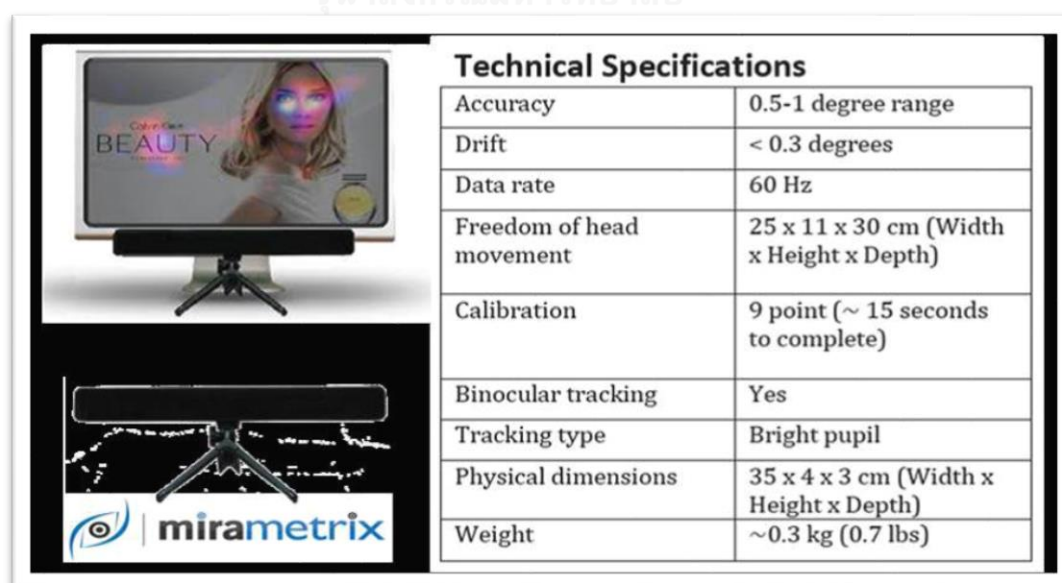 Calvin Klein
BEAUTY
Technical Specifications
Accuracy 0.5-1 degree range
Drift < 0.3 degrees
Data rate 60 Hz
Freedom of head movement 25 x 11 x 30 cm (Width
x Height x Depth)
Calibration 9 point (~ 15 seconds
to complete)
Binocular tracking Yes
Tracking type Bright pupil
Physical dimensions 35 x 4 x 3 cm (Width x
Height x Depth)
Weight ~0.3 kg (0.7 lbs)
mirametrix